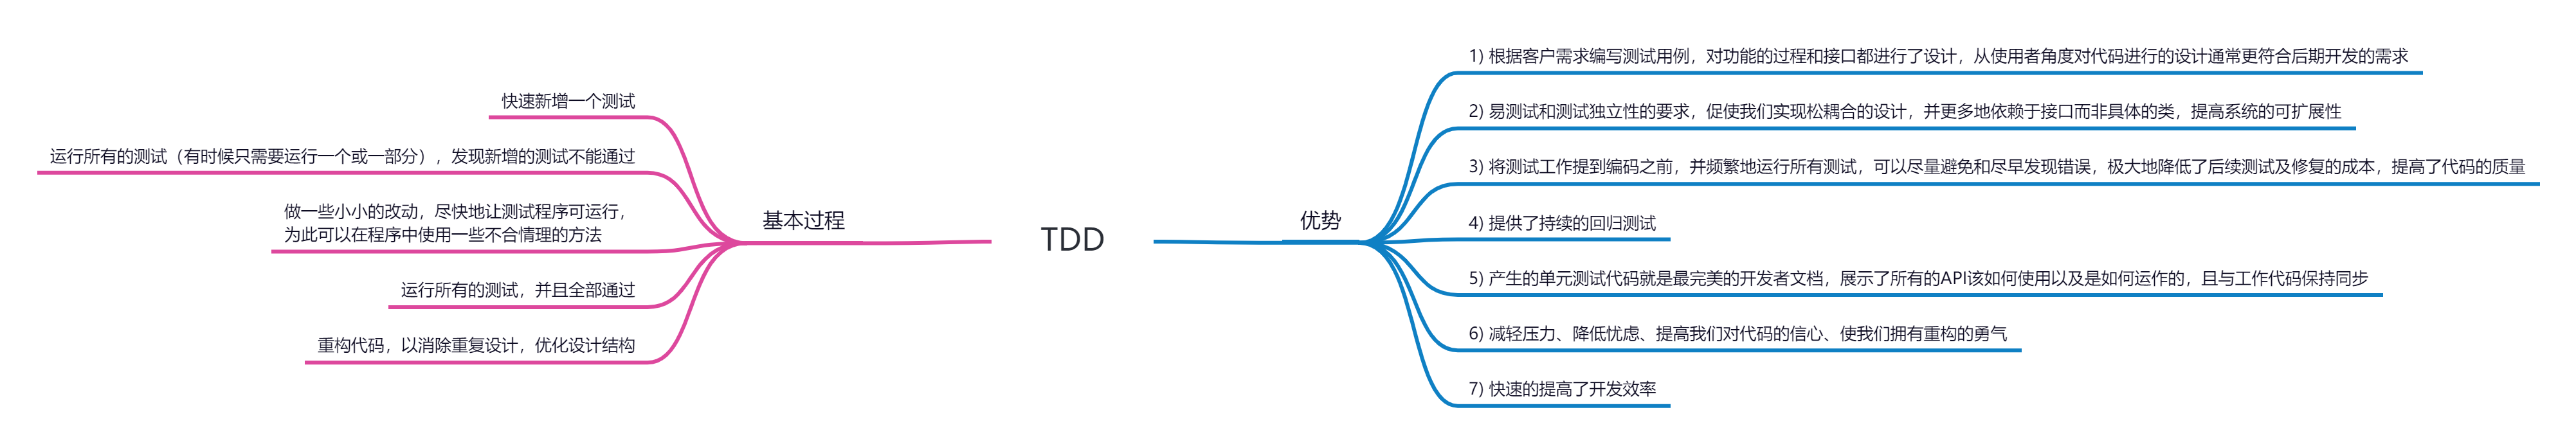 TDD
基本过程
快速新增一个测试
运行所有的测试（有时候只需要运行一个或一部分），发现新增的测试不能通过
做一些小小的改动，尽快地让测试程序可运行，
为此可以在程序中使用一些不合情理的方法
运行所有的测试，并且全部通过
重构代码，以消除重复设计，优化设计结构
优势
1) 根据客户需求编写测试用例，对功能的过程和接口都进行了设计，从使用者角度对代码进行的设计通常更符合后期开发的需求
2) 易测试和测试独立性的要求，促使我们实现松耦合的设计，并更多地依赖于接口而非具体的类，提高系统的可扩展性
3) 将测试工作提到编码之前，并频繁地运行所有测试，可以尽量避免和尽早发现错误，极大地降低了后续测试及修复的成本，提高了代码的质量
4) 提供了持续的回归测试
5) 产生的单元测试代码就是最完美的开发者文档，展示了所有的API该如何使用以及是如何运作的，且与工作代码保持同步
6) 减轻压力、降低忧虑、提高我们对代码的信心、使我们拥有重构的勇气
7) 快速的提高了开发效率